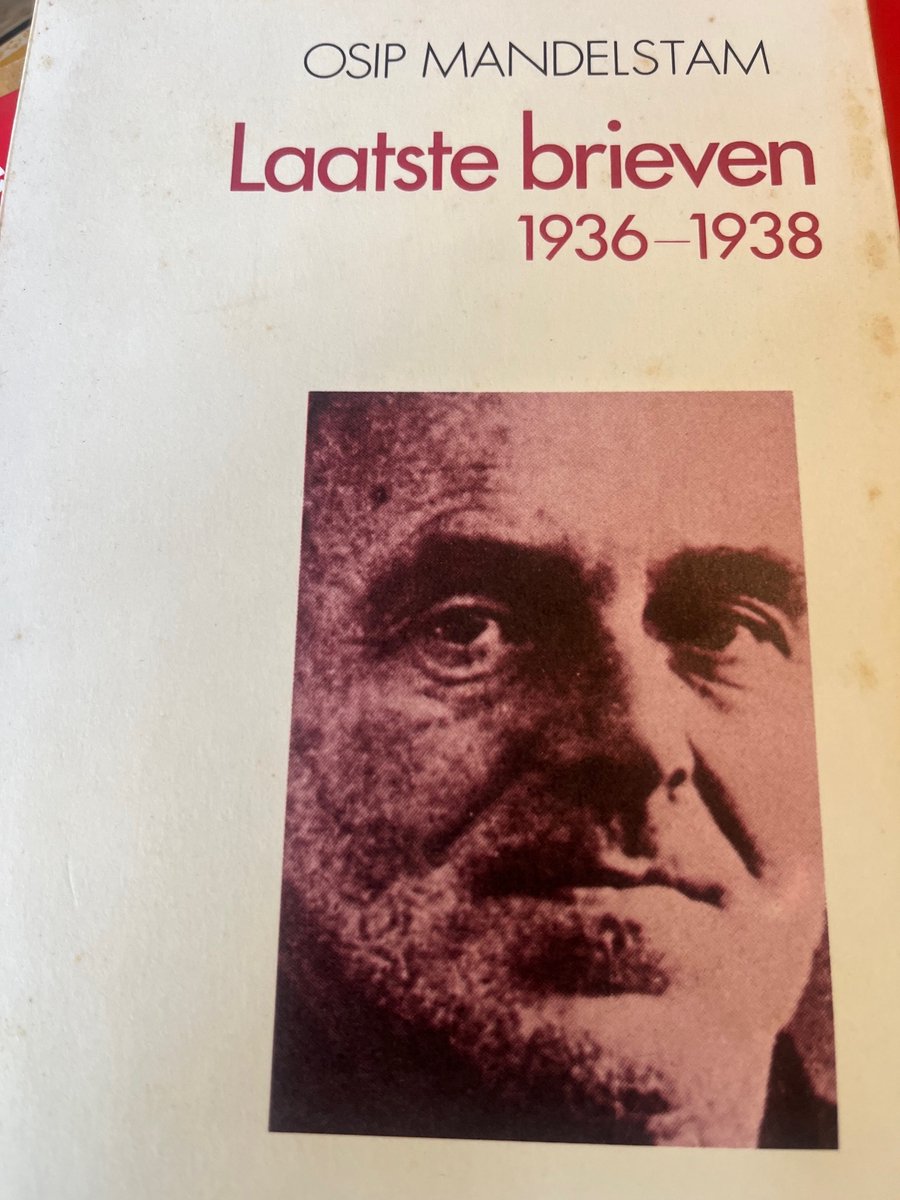 OSIP MANDELSTAM
Laatste brieven
1936–1938